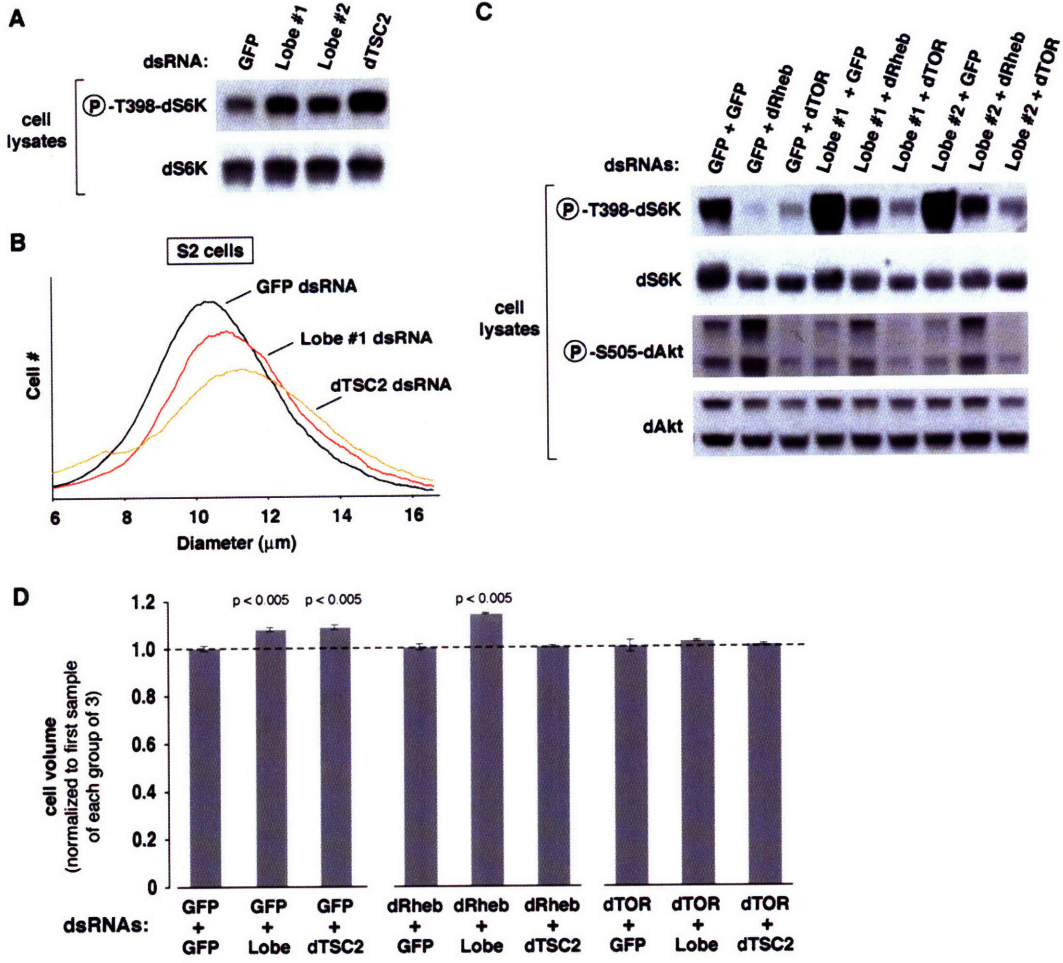 A
dsRNA:
GFP
Lobe #1
Lobe #2
dTSC2
cell
lysates
P-T398-dS6K
dS6K
B
S2 cells
GFP dsRNA
Lobe #1 dsRNA
dTSC2 dsRNA
Cell #
6 8 10 12 14 16
Diameter (μm)
C
dsRNAs:
GFP + GFP
GFP + dRheb
GFP + dTOR
Lobe #1 + GFP
Lobe #1 + dRheb
Lobe #1 + dTOR
Lobe #2 + GFP
Lobe #2 + dRheb
Lobe #2 + dTOR
cell
lysates
P-T398-dS6K
dS6K
P-S505-dAkt
dAkt
D
cell volume
(normalized to first sample
of each group of 3)
1.2
1.0
0.8
0.6
0.4
0.2
0
p < 0.005
p < 0.005
p < 0.005
dsRNAs:
GFP
+
GFP
GFP
+
Lobe
GFP
+
dTSC2
dRheb
+
GFP
dRheb
+
Lobe
dRheb
+
dTSC2
dTOR
+
GFP
dTOR
+
Lobe
dTOR
+
dTSC2